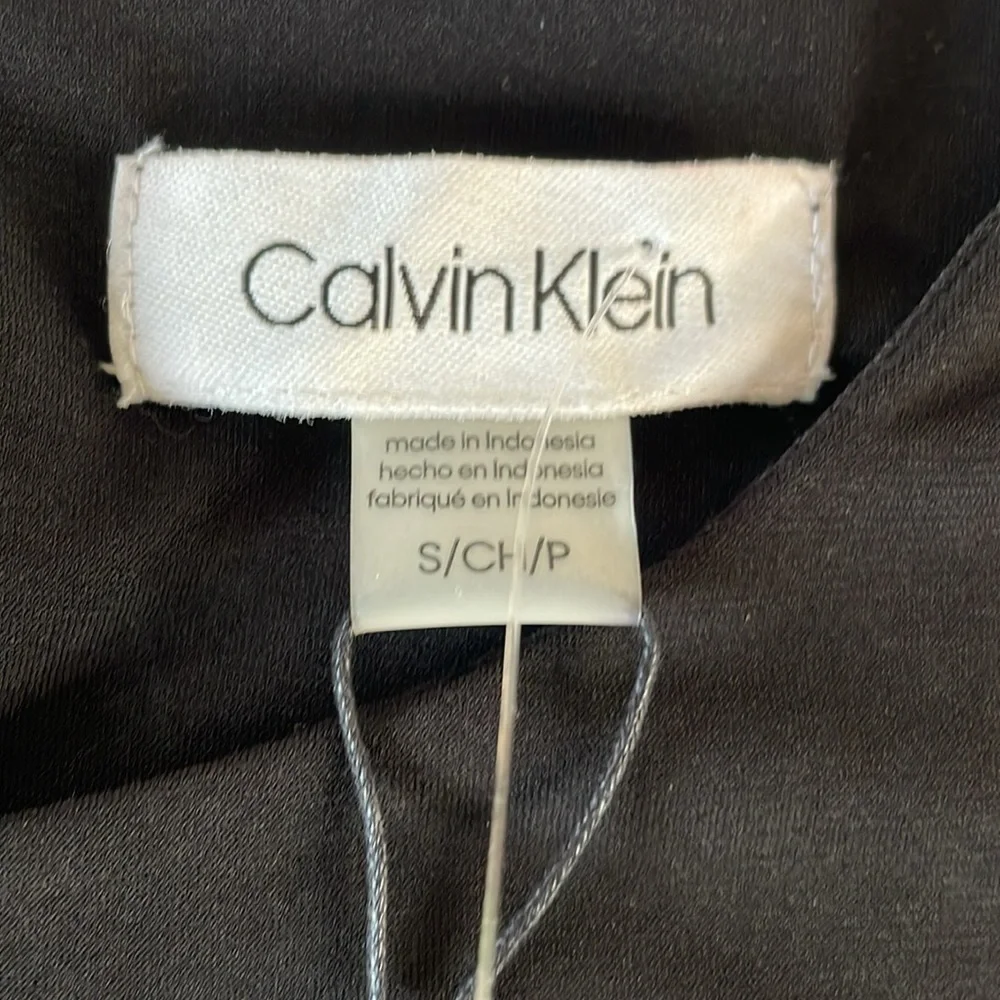 Calvin Klein
made in Indonesia
hecho en Indonesia
fabriqué en Indonesie
S/CH/P